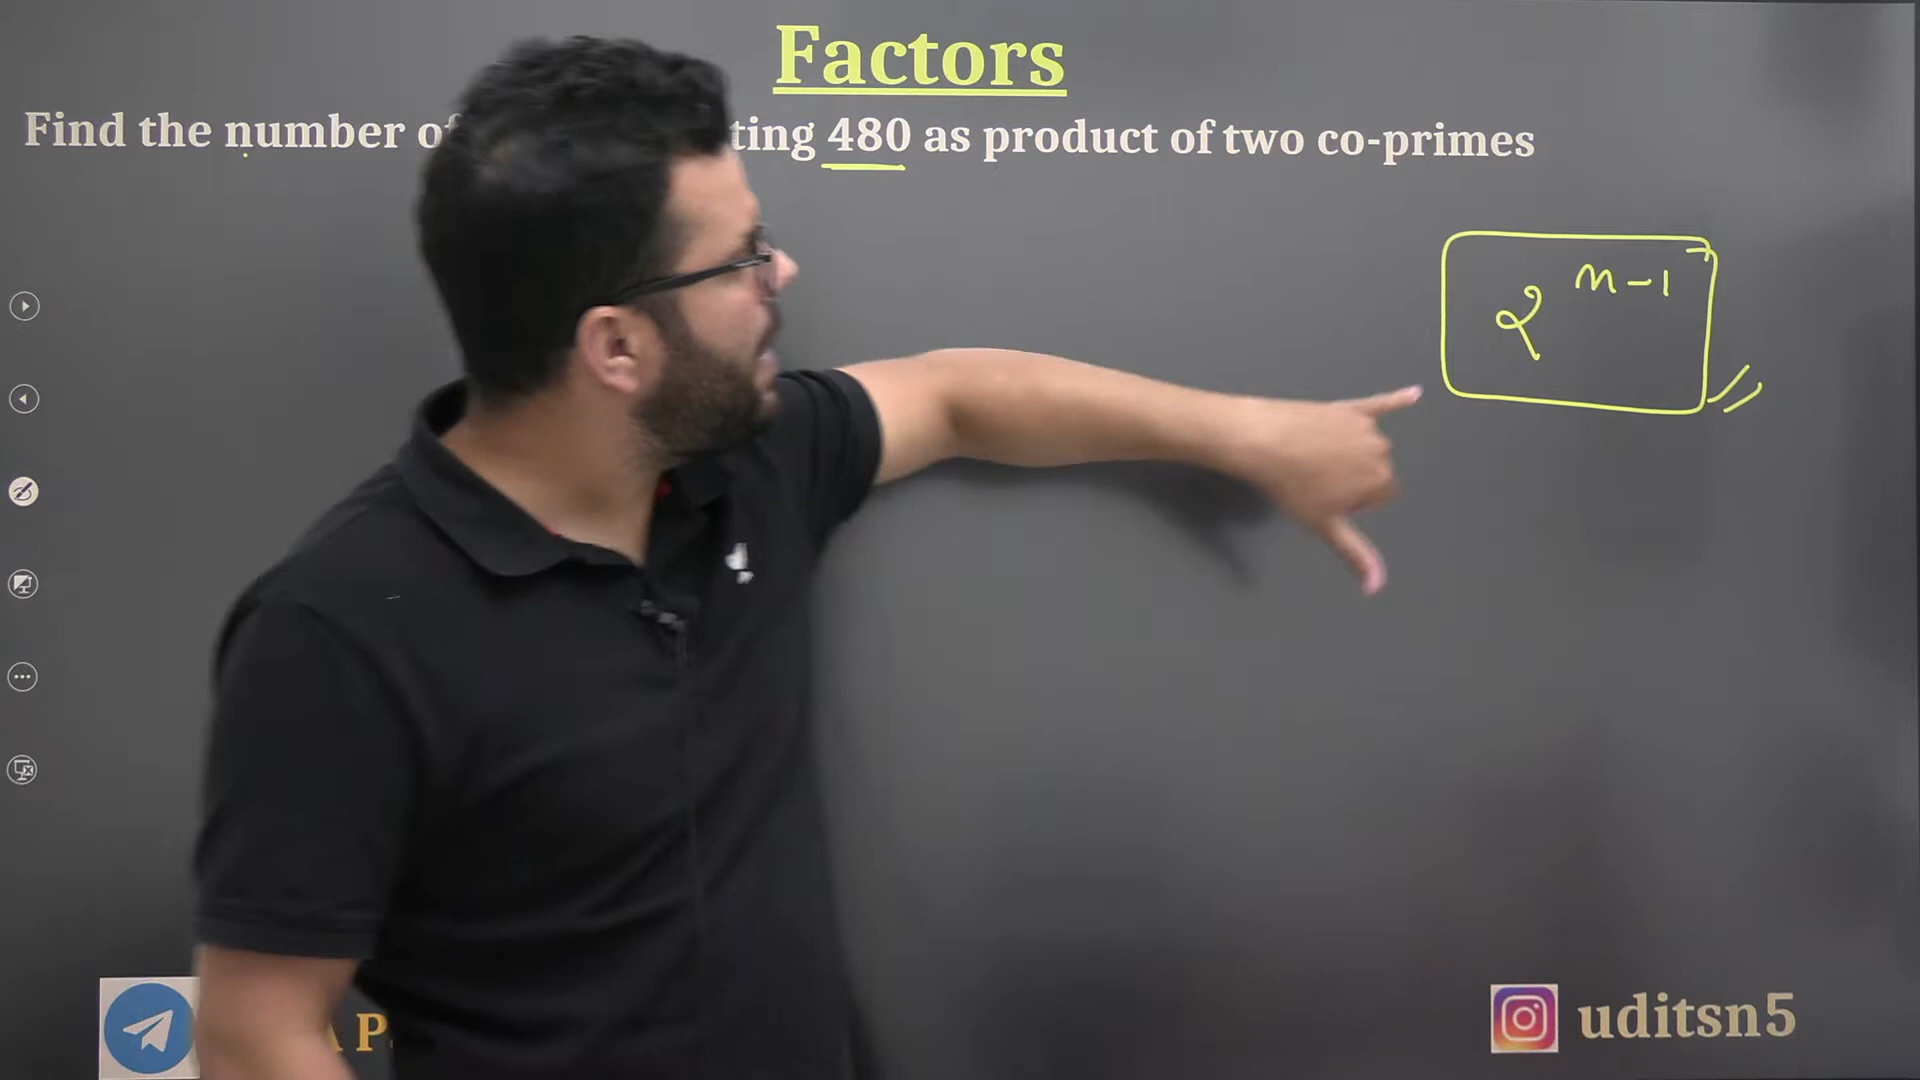 Factors
Find the number of ting 480 as product of two co-primes
2^{n-1}
A P
uditsn5